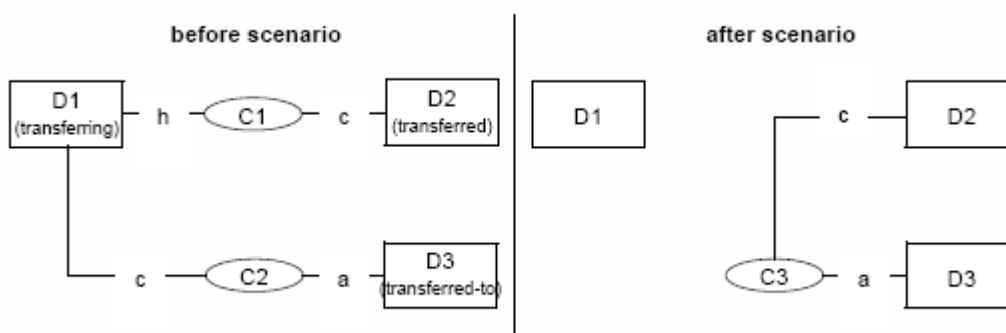 before scenario
after scenario
D1
(transferring)
h
C1
c
D2
(transferred)
c
C2
a
D3
(transferred-to)
D1
c
D2
C3
a
D3